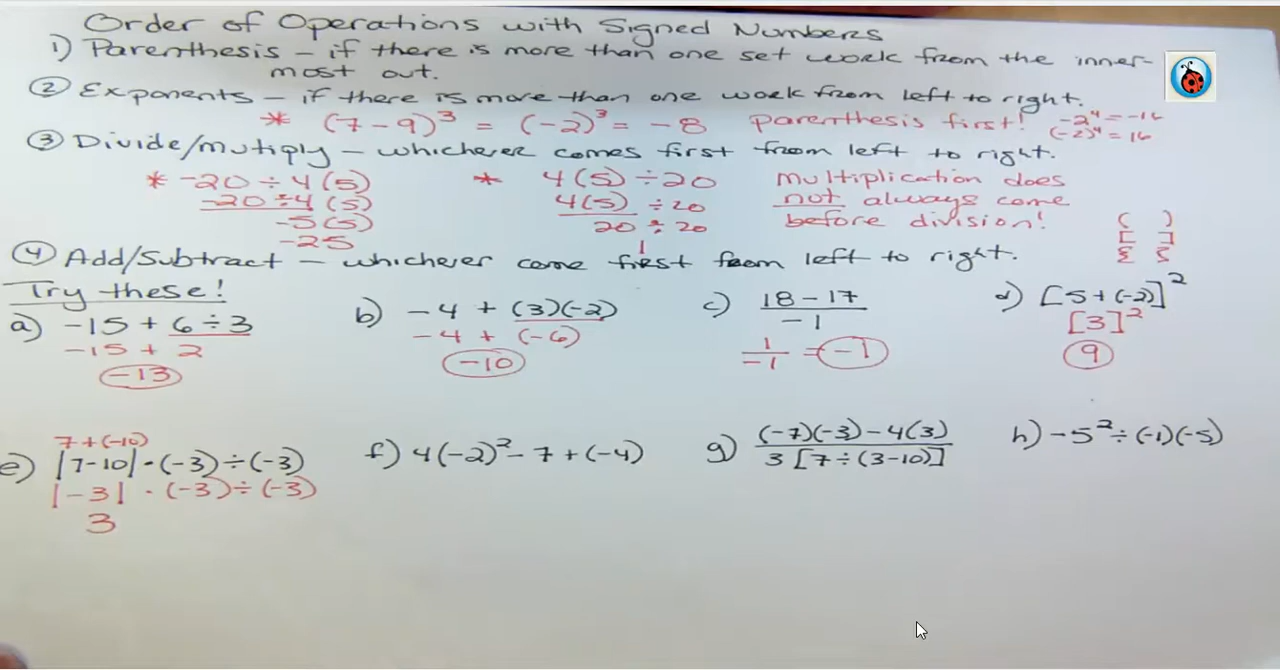 Order of Operations with Signed Numbers
1) Parenthesis - if there is more than one set work from the inner-
most out.
② Exponents - if there is more than one work from left to right.
* (7-9)³ = (-2)³ = -8 parenthesis first! -2⁴ = -16
(-2)⁴ = 16
③ Divide/mutiply - whichever comes first from left to right.
* -20 ÷ 4(5) * 4(5) ÷ 20 multiplication does
-20 ÷ 4 (5) 4(5) ÷ 20 not always come
-5(5) 20 ÷ 20 before division! ( )
-25 1 [ ]
{ }
④ Add/Subtract - whichever come first from left to right.
Try these!
a) -15 + 6 ÷ 3 b) -4 + (3)(-2) c) 18-17 / -1 d) [5+(-2)]²
-15 + 2 -4 + (-6) 1/-1 = -1 [3]²
-13 -10 9
7+(-10)
e) |7-10| · (-3) ÷ (-3) f) 4(-2)² - 7 + (-4) g) (-7)(-3) - 4(3) / 3[7÷(3-10)] h) -5² ÷ (-1)(-5)
|-3| · (-3) ÷ (-3)
3